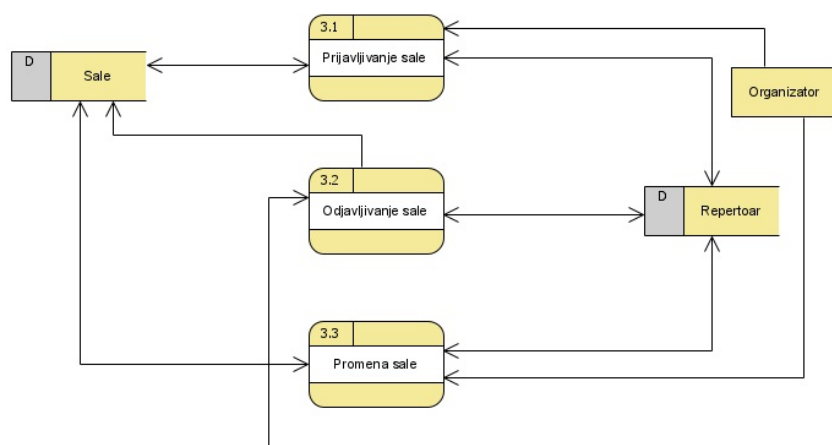 3.1
Prijavljivanje sale
D
Sale
Organizator
3.2
Odjavljivanje sale
D
Repertoar
3.3
Promena sale